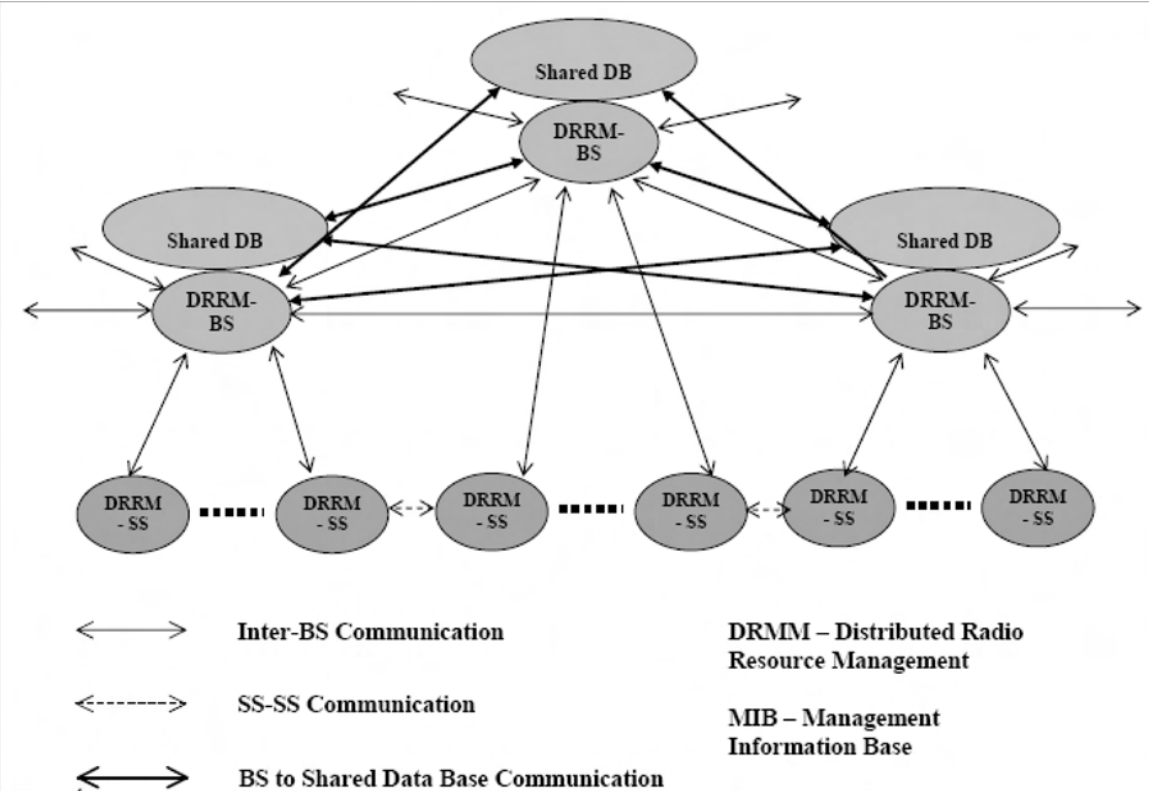 Shared DB
DRRM-
BS
Shared DB
DRRM-
BS
Shared DB
DRRM-
BS
DRRM
- SS
DRRM
- SS
DRRM
- SS
DRRM
- SS
DRRM
- SS
DRRM
- SS
Inter-BS Communication
SS-SS Communication
BS to Shared Data Base Communication
DRMM – Distributed Radio
Resource Management
MIB – Management
Information Base